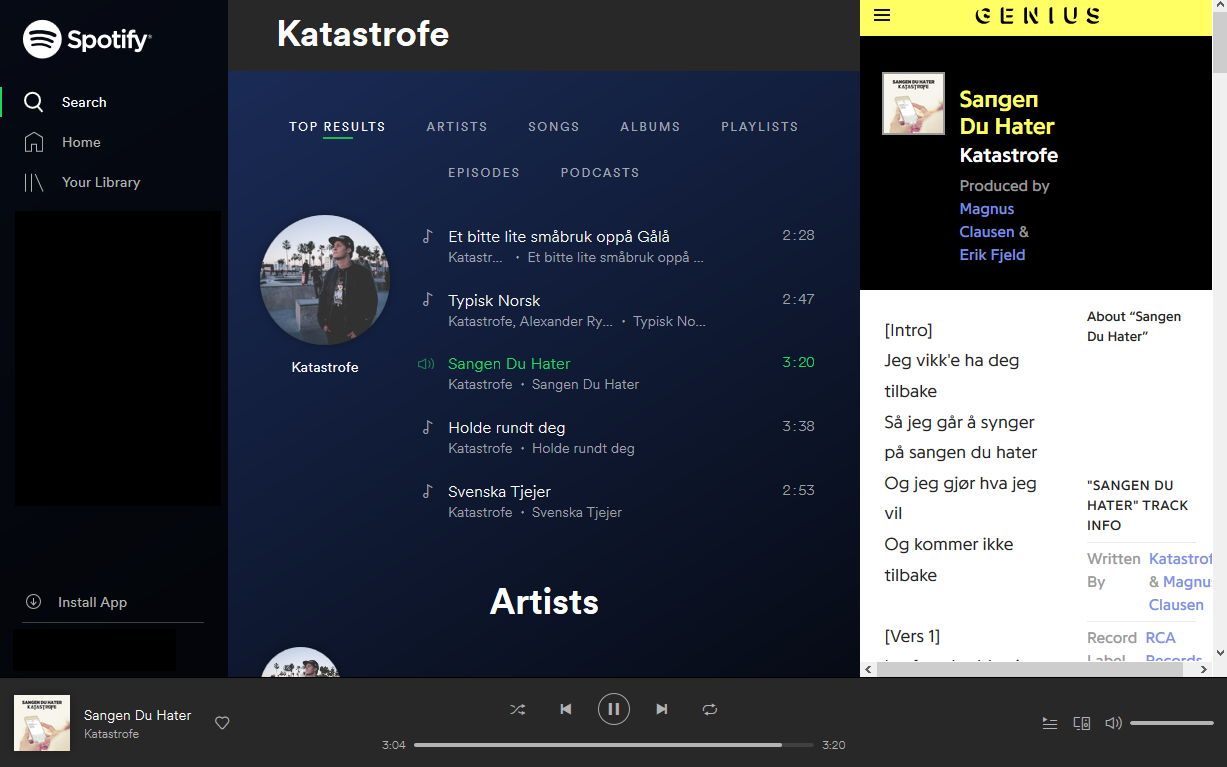 Spotify
Search
Home
Your Library
Install App
Katastrofe
TOP RESULTS
ARTISTS
SONGS
ALBUMS
PLAYLISTS
EPISODES
PODCASTS
Katastrofe
Et bitte lite småbruk oppå Gålå
2:28
Katastr... • Et bitte lite småbruk oppå ...
Typisk Norsk
2:47
Katastrofe, Alexander Ry... • Typisk No...
Sangen Du Hater
3:20
Katastrofe • Sangen Du Hater
Holde rundt deg
3:38
Katastrofe • Holde rundt deg
Svenska Tjejer
2:53
Katastrofe • Svenska Tjejer
Artists
GENIUS
SANGEN DU HATER
KATASTROFE
Sangen
Du Hater
Katastrofe
Produced by
Magnus
Clausen &
Erik Fjeld
[Intro]
Jeg vikk'e ha deg
tilbake
Så jeg går å synger
på sangen du hater
Og jeg gjør hva jeg
vil
Og kommer ikke
tilbake
[Vers 1]
About “Sangen
Du Hater”
"SANGEN DU
HATER" TRACK
INFO
Written By
Katastrof
& Magnu
Clausen
Record Label
RCA
Records
SANGEN DU HATER
KATASTROFE
Sangen Du Hater
Katastrofe
3:04
3:20